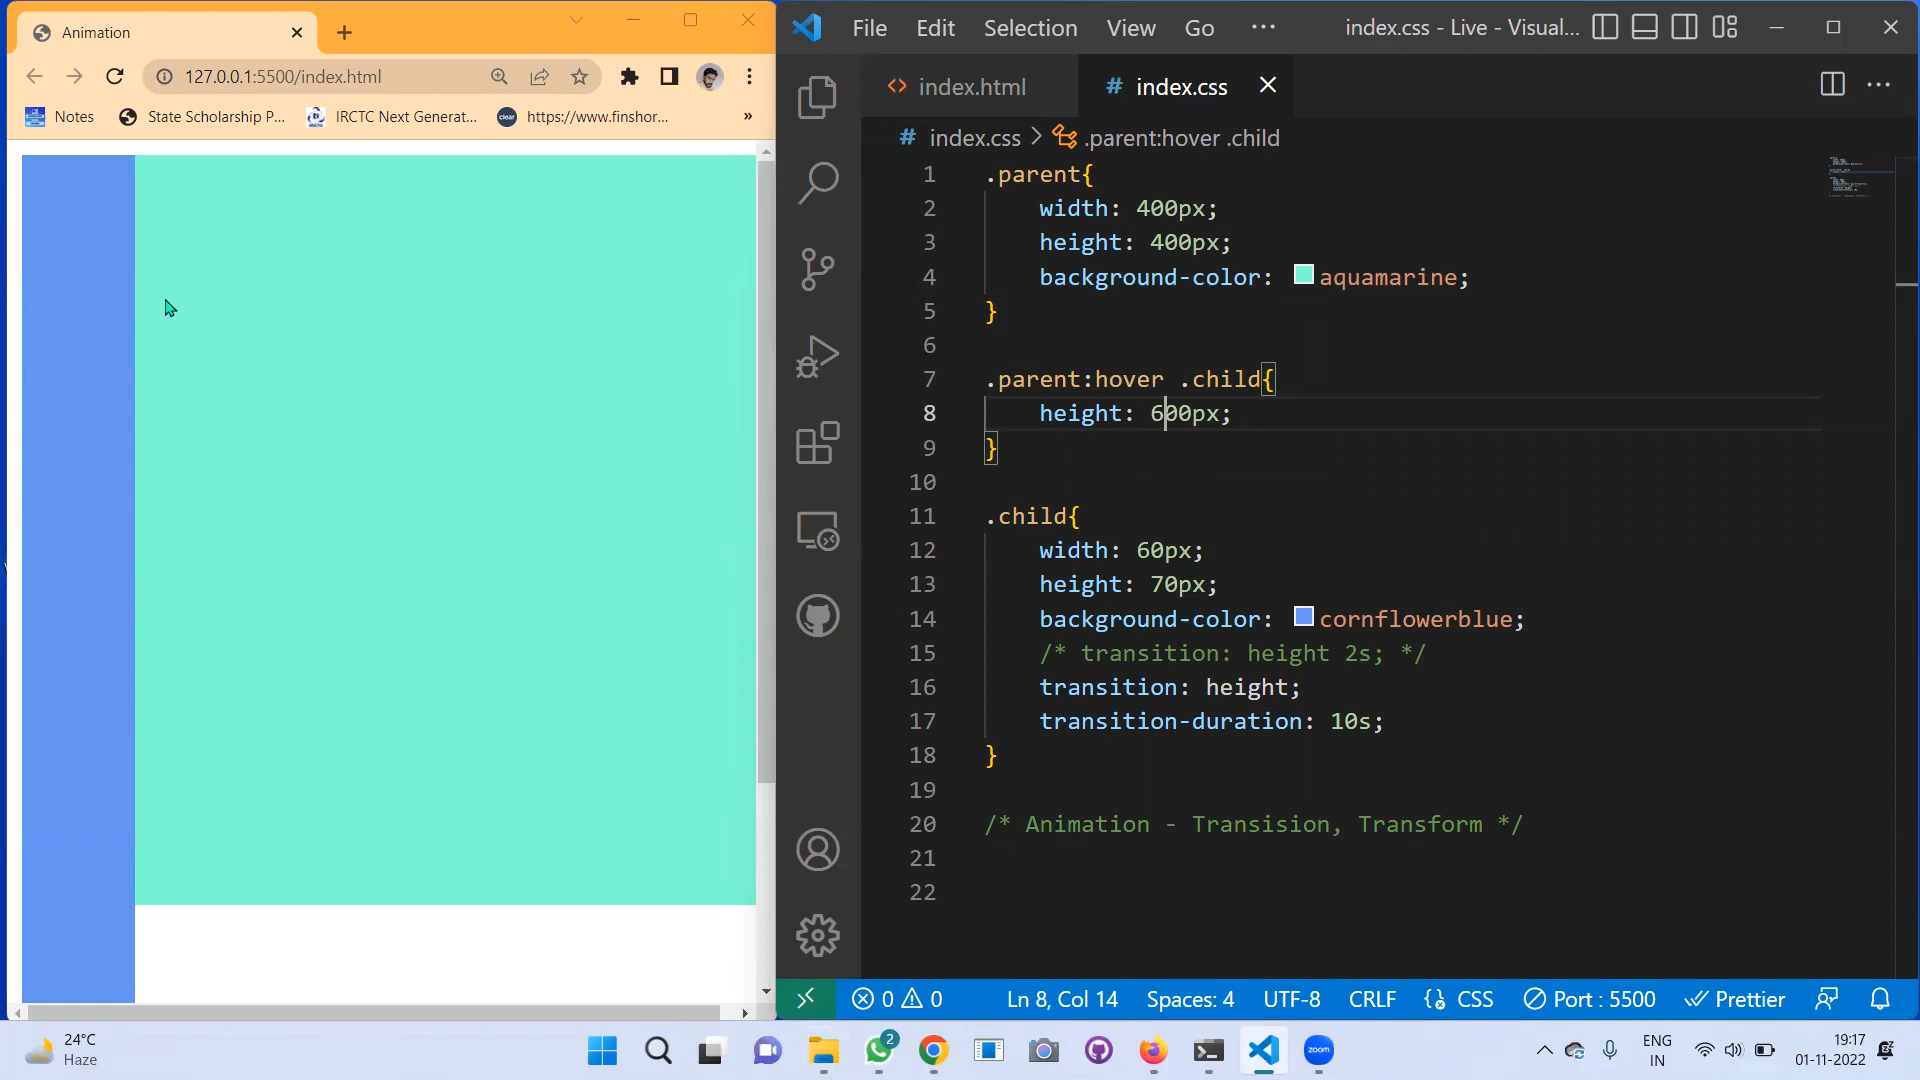 Animation
File Edit Selection View Go ··· index.css - Live - Visual...
127.0.0.1:5500/index.html
index.html # index.css
Notes State Scholarship P... IRCTC Next Generat... clear https://www.finshor... »
# index.css > .parent:hover .child
1 .parent{
2 width: 400px;
3 height: 400px;
4 background-color: aquamarine;
5 }
6
7 .parent:hover .child{
8 height: 600px;
9 }
10
11 .child{
12 width: 60px;
13 height: 70px;
14 background-color: cornflowerblue;
15 /* transition: height 2s; */
16 transition: height;
17 transition-duration: 10s;
18 }
19
20 /* Animation - Transision, Transform */
21
22
0 0 Ln 8, Col 14 Spaces: 4 UTF-8 CRLF CSS Port : 5500 Prettier
24°C
Haze
2
zoom
ENG
IN
19:17
01-11-2022